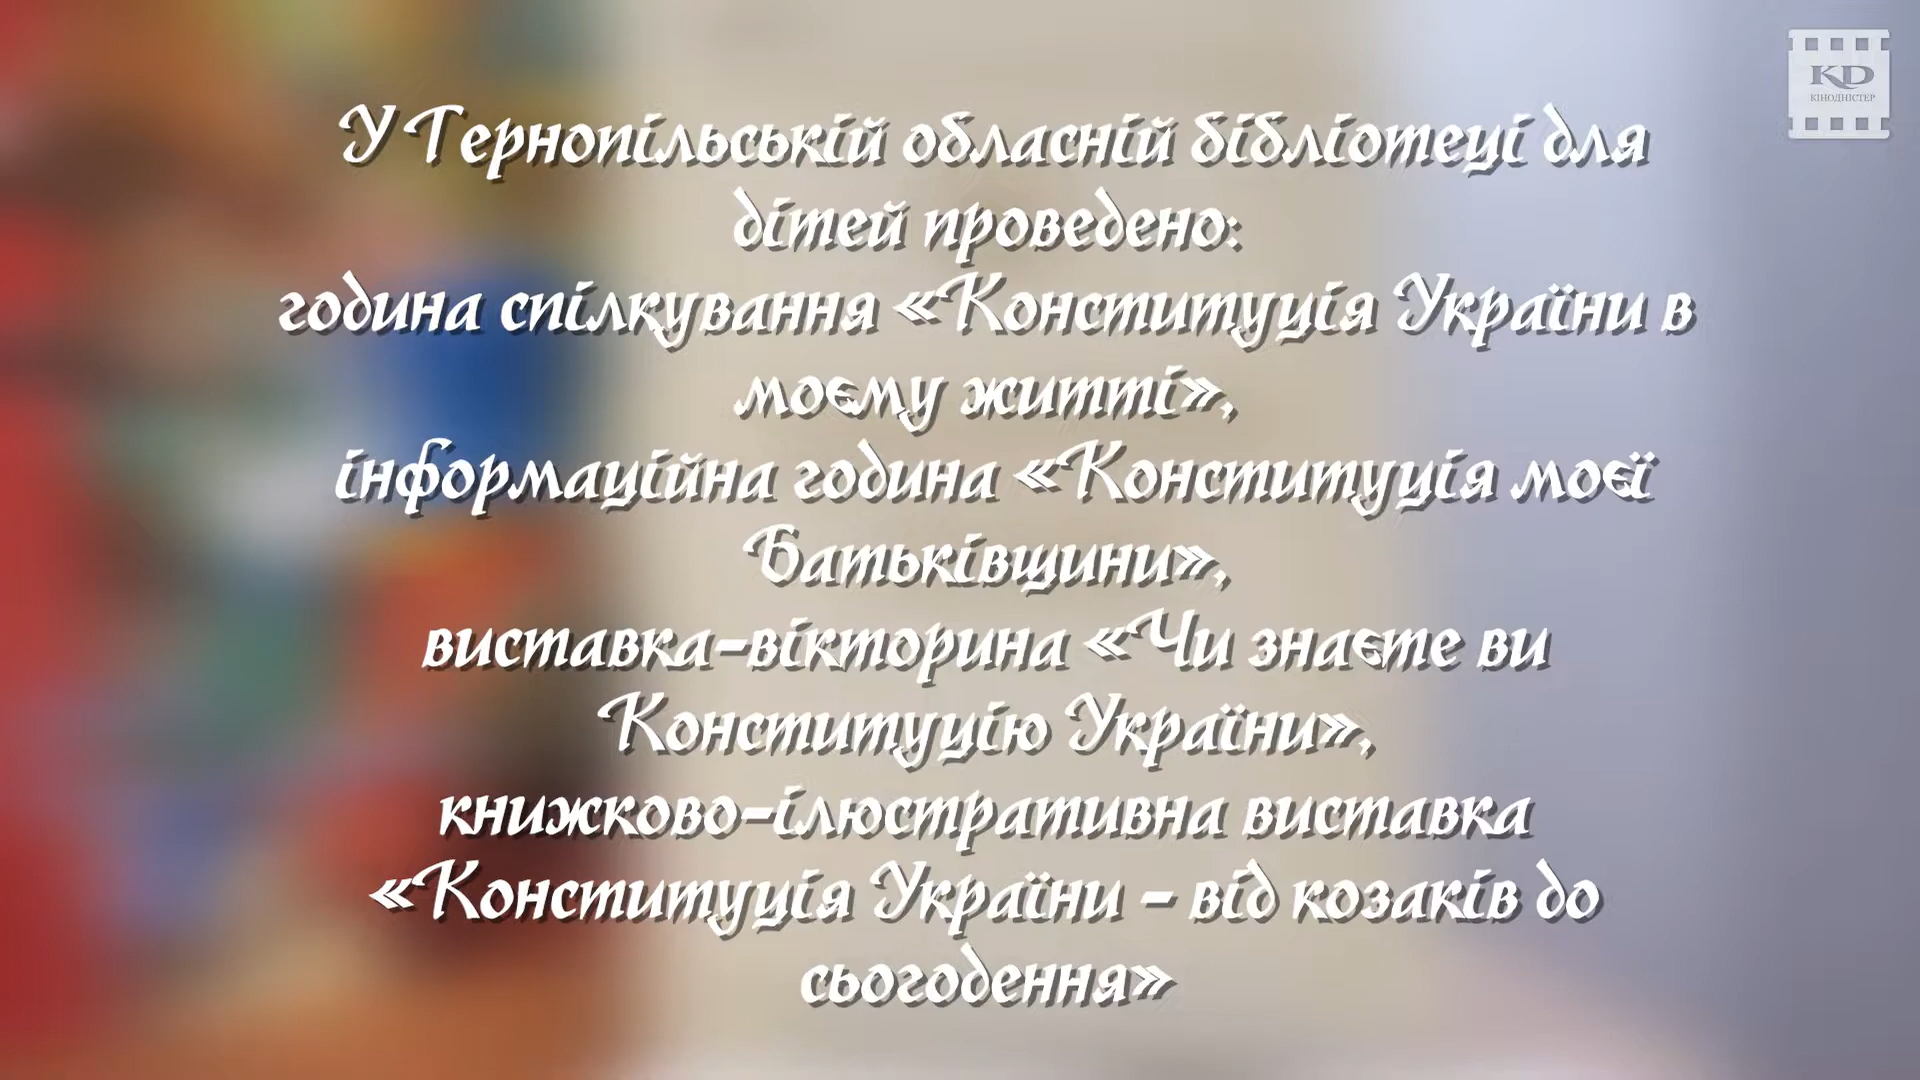 KD
КІНОДНІСТЕР
У Тернопільській обласній бібліотеці для
дітей проведено:
година спілкування «Конституція України в
моєму житті»,
інформаційна година «Конституція моєї
Батьківщини»,
виставка-вікторина «Чи знаєте ви
Конституцію України»,
книжково-ілюстративна виставка
«Конституція України - від козаків до
сьогодення»